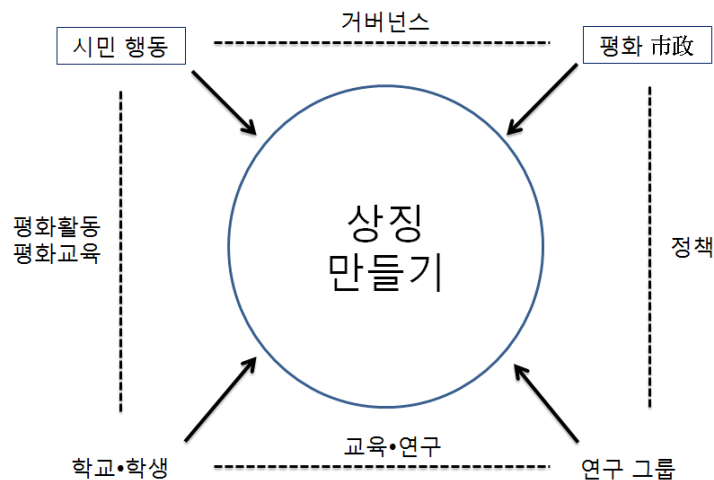 거버넌스
시민 행동
평화 市政
상징
만들기
평화활동
평화교육
정책
교육•연구
학교•학생
연구 그룹